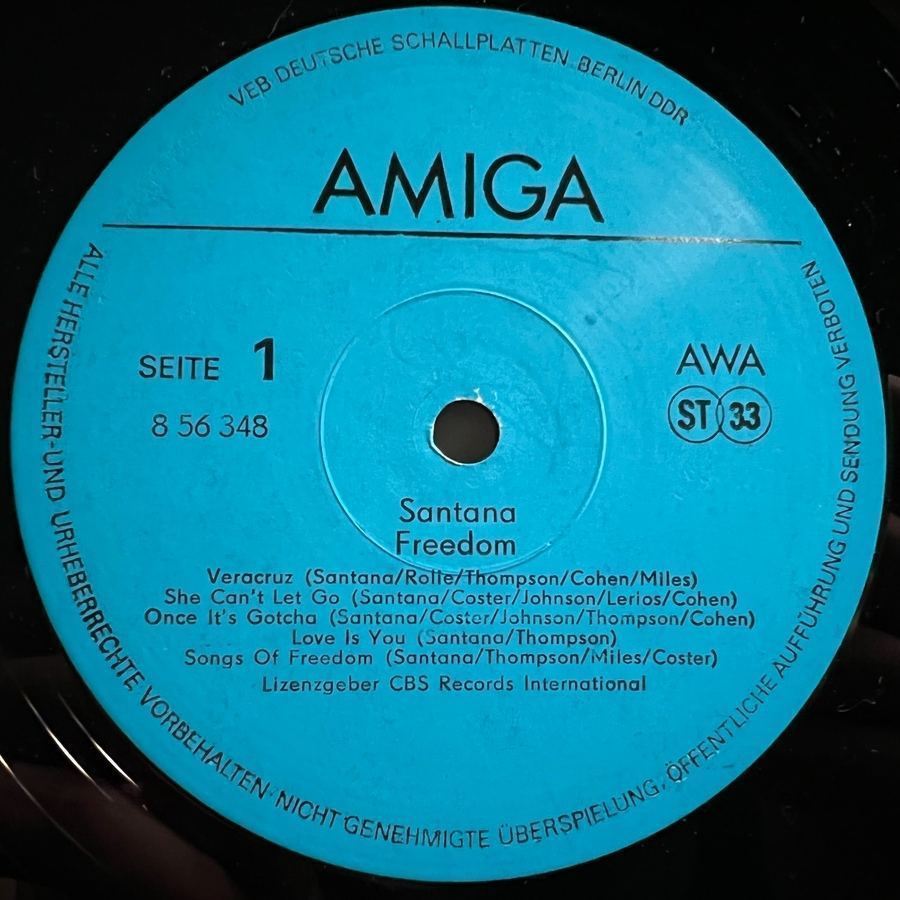 VEB DEUTSCHE SCHALLPLATTEN BERLIN DDR
AMIGA
SEITE 1
8 56 348
AWA
ST 33
Santana
Freedom
Veracruz (Santana/Rolle/Thompson/Cohen/Miles)
She Can't Let Go (Santana/Coster/Johnson/Lerios/Cohen)
Once It's Gotcha (Santana/Coster/Johnson/Thompson/Cohen)
Love Is You (Santana/Thompson)
Songs Of Freedom (Santana/Thompson/Miles/Coster)
Lizenzgeber CBS Records International
ALLE HERSTELLER- UND URHEBERRECHTE VORBEHALTEN · NICHT GENEHMIGTE ÜBERSPIELUNG, ÖFFENTLICHE AUFFÜHRUNG UND SENDUNG VERBOTEN